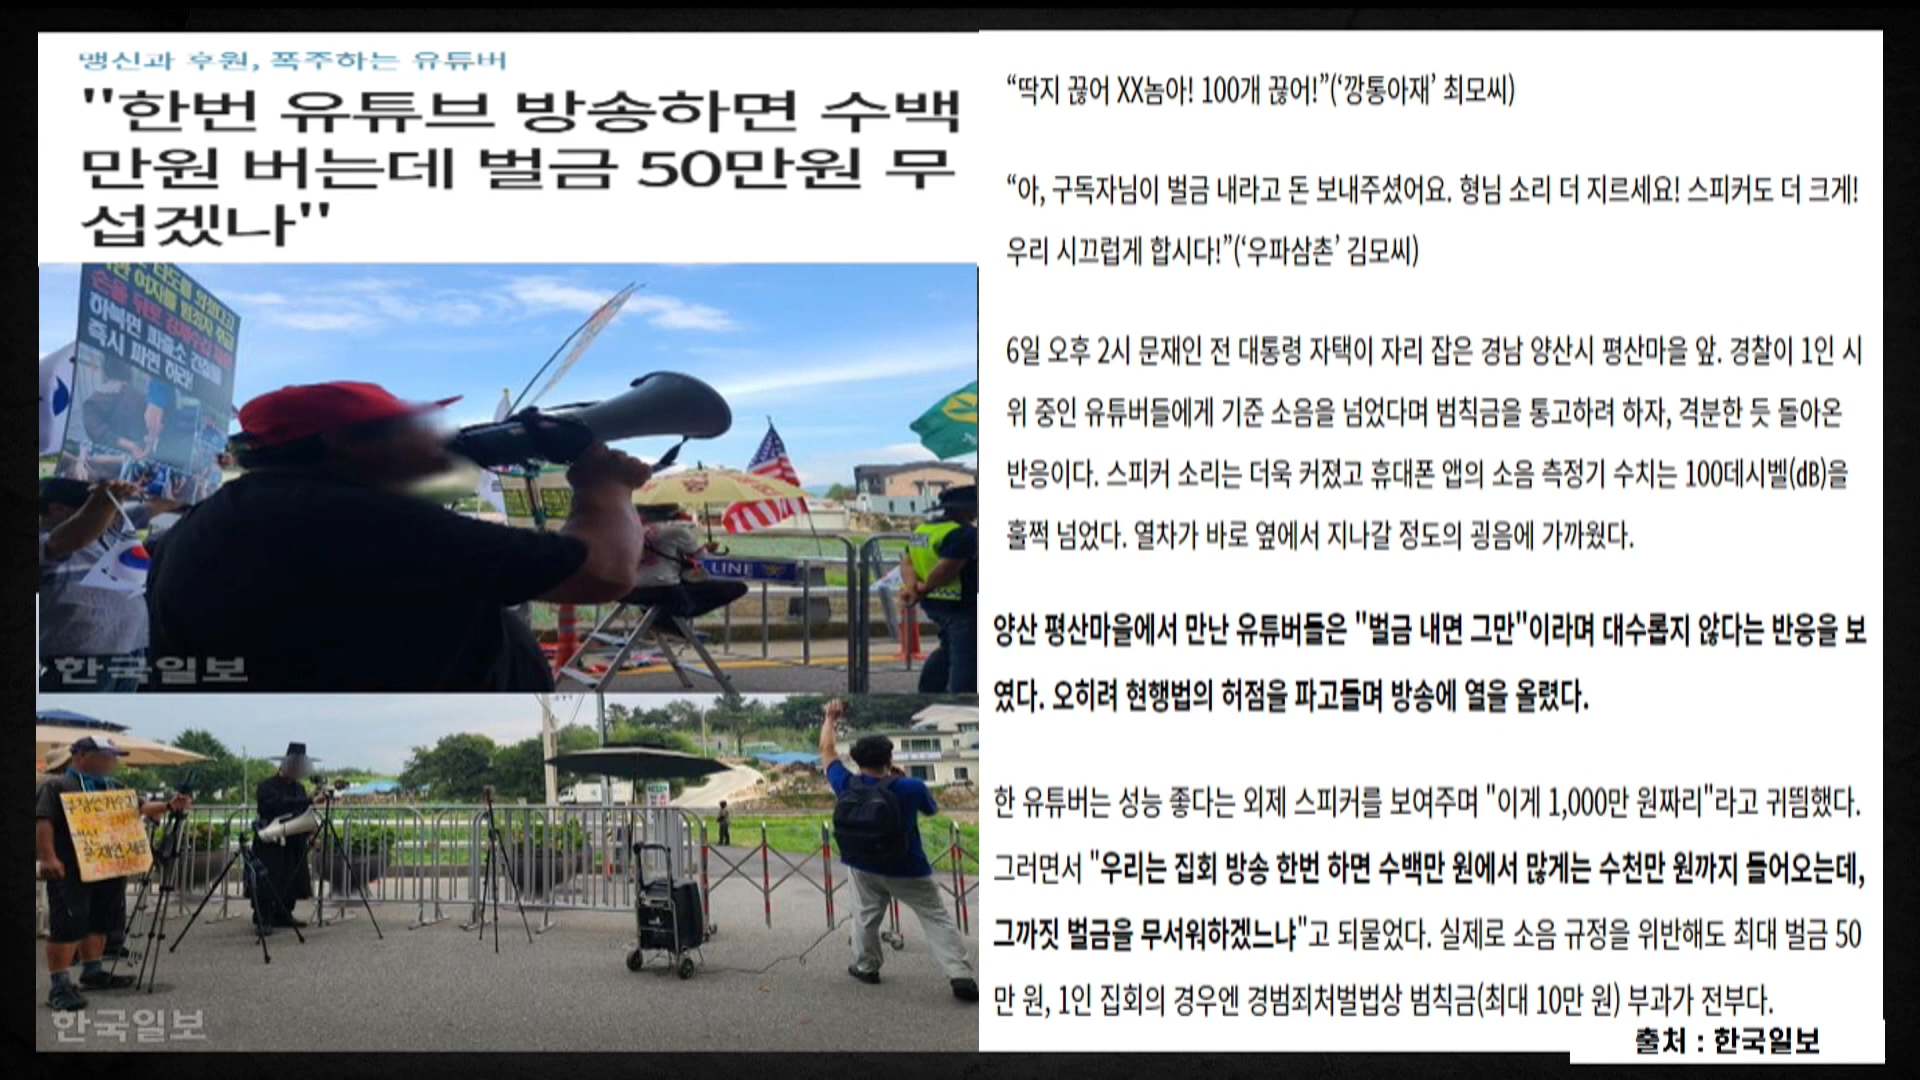 맹신과 후원, 폭주하는 유튜버
"한번 유튜브 방송하면 수백
만원 버는데 벌금 50만원 무
섭겠나"
하북면 파출소 건의를
즉시 파면 하라!
LINE
한국일보
한국일보
“딱지 끊어 XX놈아! 100개 끊어!”(‘깡통아재’ 최모씨)
“아, 구독자님이 벌금 내라고 돈 보내주셨어요. 형님 소리 더 지르세요! 스피커도 더 크게!
우리 시끄럽게 합시다!”(‘우파삼촌’ 김모씨)
6일 오후 2시 문재인 전 대통령 자택이 자리 잡은 경남 양산시 평산마을 앞. 경찰이 1인 시
위 중인 유튜버들에게 기준 소음을 넘었다며 범칙금을 통고하려 하자, 격분한 듯 돌아온
반응이다. 스피커 소리는 더욱 커졌고 휴대폰 앱의 소음 측정기 수치는 100데시벨(dB)을
훌쩍 넘었다. 열차가 바로 옆에서 지나갈 정도의 굉음에 가까웠다.
양산 평산마을에서 만난 유튜버들은 "벌금 내면 그만"이라며 대수롭지 않다는 반응을 보
였다. 오히려 현행법의 허점을 파고들며 방송에 열을 올렸다.
한 유튜버는 성능 좋다는 외제 스피커를 보여주며 "이게 1,000만 원짜리"라고 귀띔했다.
그러면서 "우리는 집회 방송 한번 하면 수백만 원에서 많게는 수천만 원까지 들어오는데,
그까짓 벌금을 무서워하겠느냐"고 되물었다. 실제로 소음 규정을 위반해도 최대 벌금 50
만 원, 1인 집회의 경우엔 경범죄처벌법상 범칙금(최대 10만 원) 부과가 전부다.
출처 : 한국일보